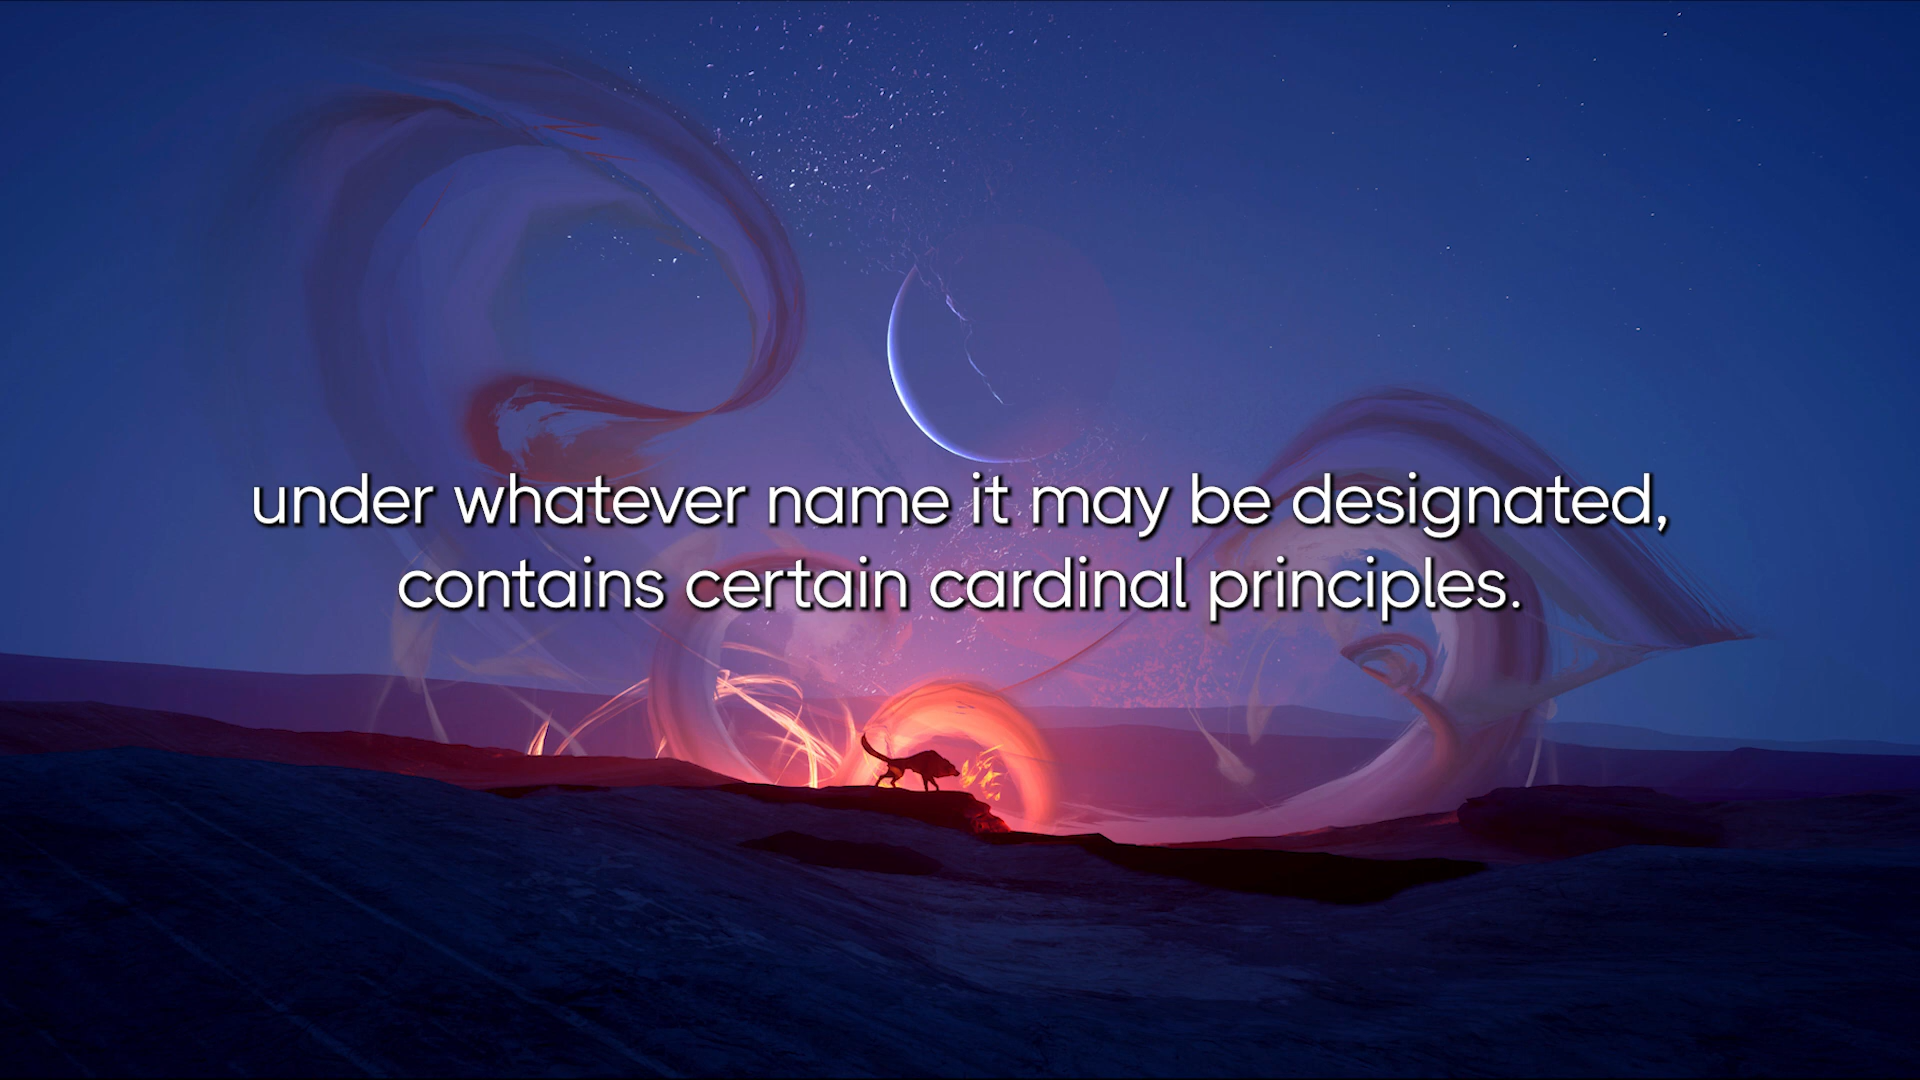 under whatever name it may be designated,
contains certain cardinal principles.